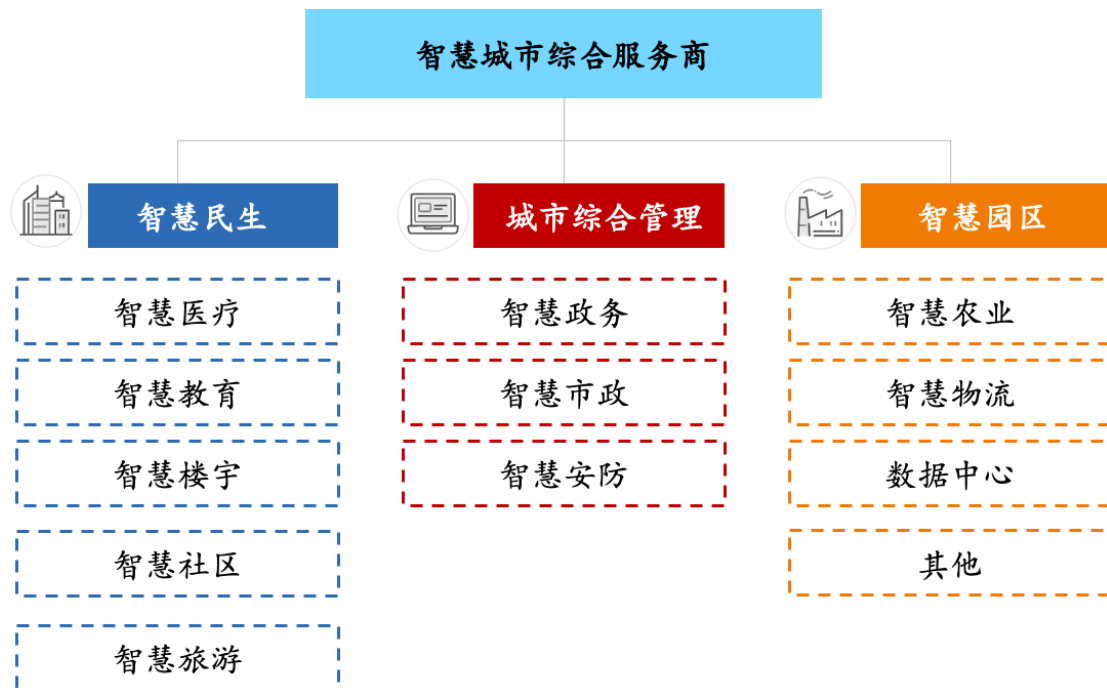 智慧城市综合服务商
智慧民生
智慧医疗
智慧教育
智慧楼宇
智慧社区
智慧旅游
城市综合管理
智慧政务
智慧市政
智慧安防
智慧园区
智慧农业
智慧物流
数据中心
其他